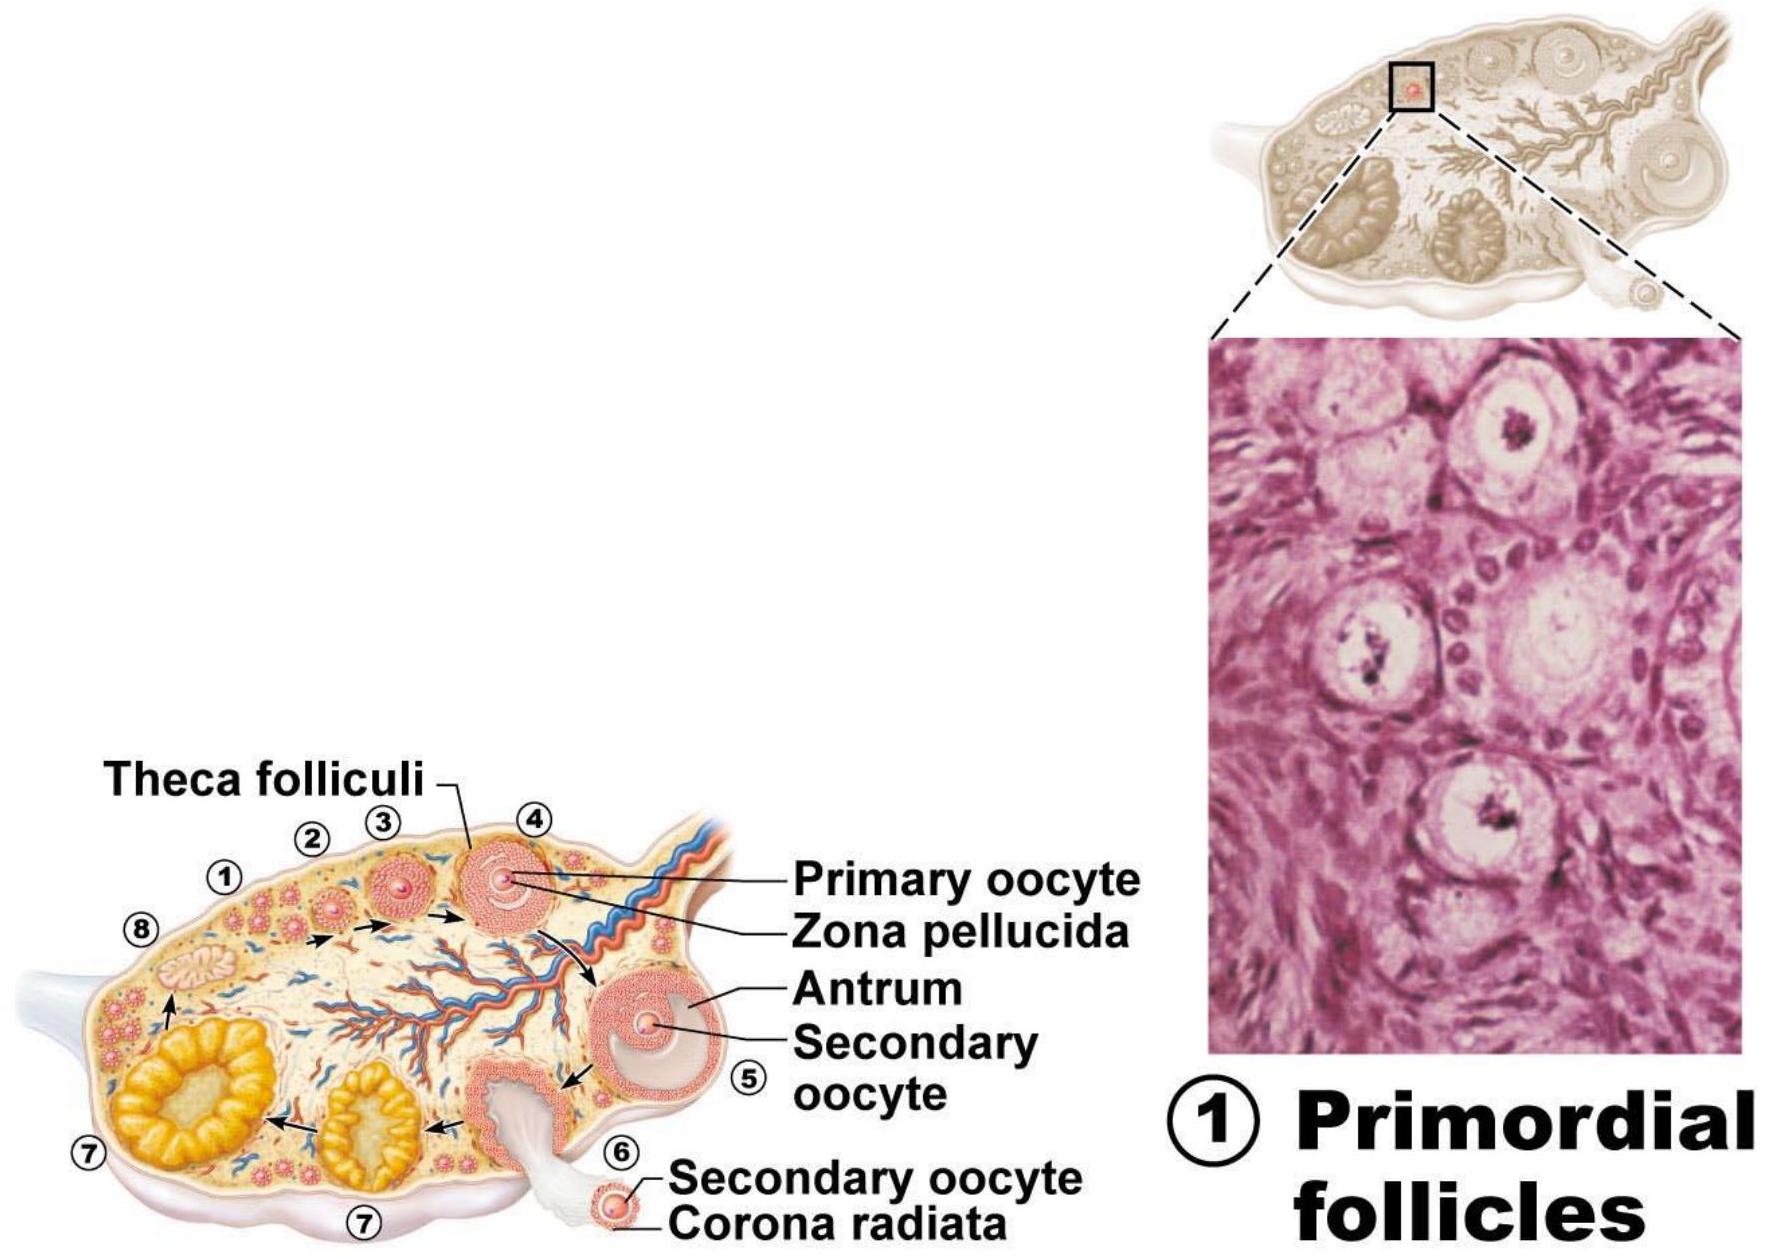 Theca folliculi
④
③
②
①
⑧
Primary oocyte
Zona pellucida
Antrum
Secondary
oocyte
⑤
⑦
⑥
Secondary oocyte
Corona radiata
⑦
① Primordial
follicles